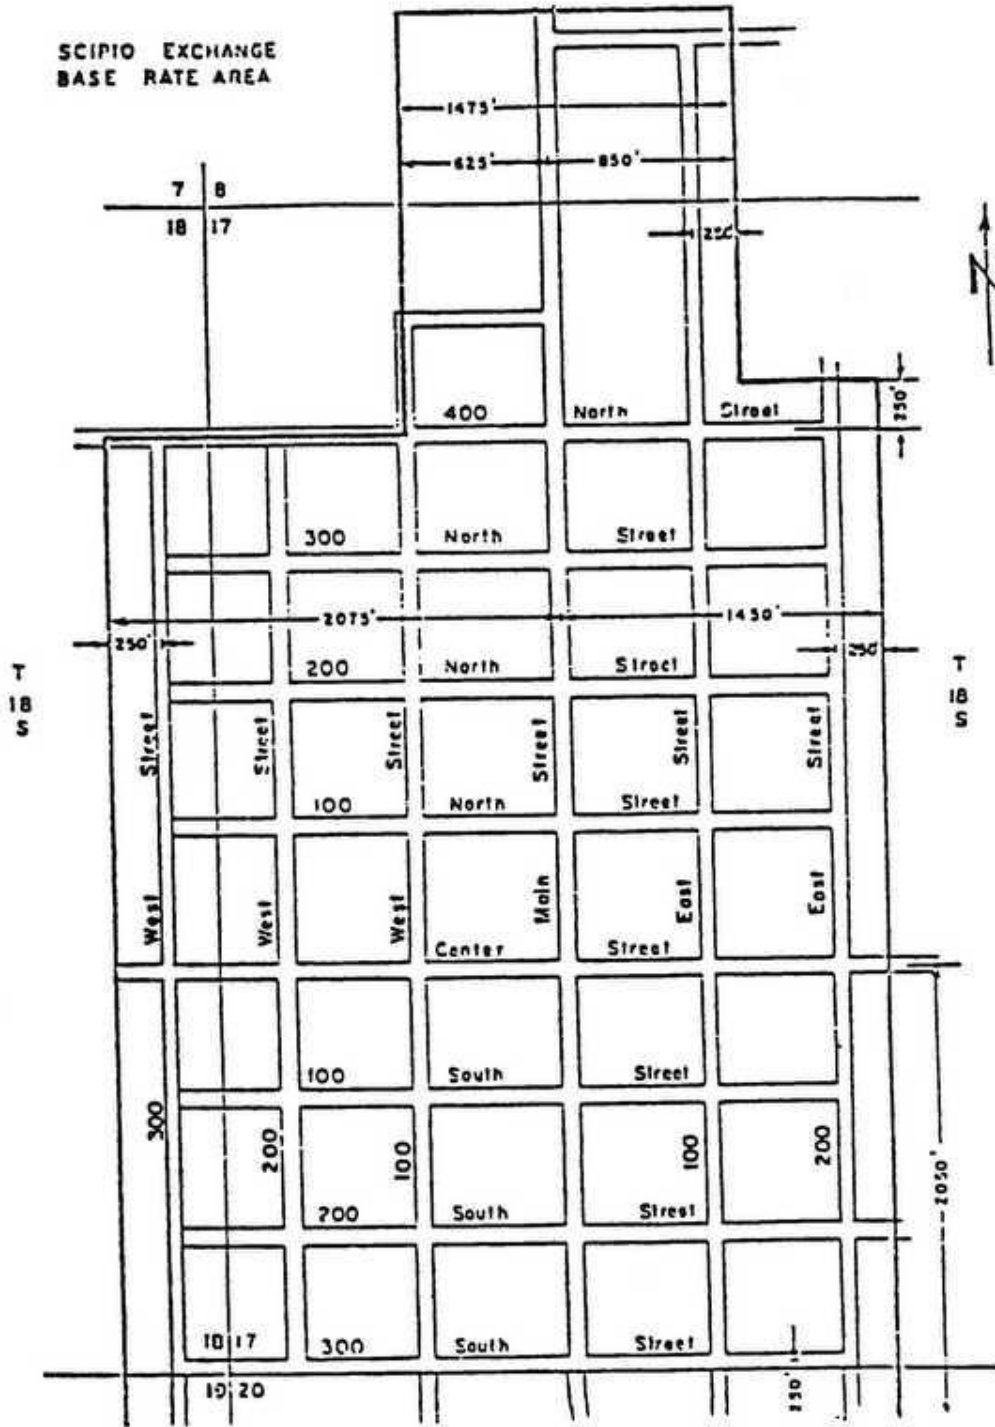 SCIPIO EXCHANGE
BASE RATE AREA
1475'
625' 850'
7 8
18 17
250'
N
250'
400 North Street
300 North Street
2075' 1450'
250' 250'
200 North Street
T
18
S
T
18
S
Street Street Street Street Street Street
100 North Street
West West West Main East East
Center Street
100 South Street
300 200 100 100 200
2050'
200 South Street
18 17
300 South Street
19 20
250'